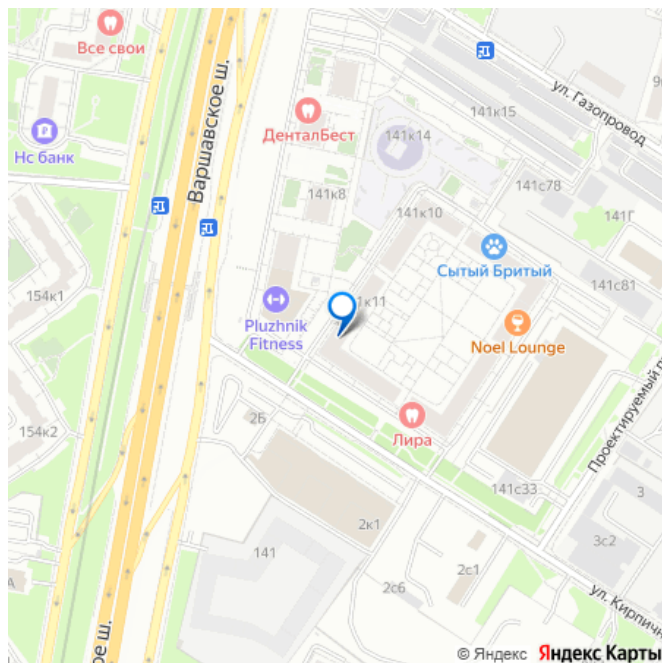 Все свои
Нс банк
Варшавское ш.
ДенталБест
141к14
141к15
ул. Газопровод
141к8
141к10
141с78
141Г
Сытый Бритый
141с81
154к1
Pluzhnik
Fitness
Noel Lounge
2Б
Лира
154к2
Проектируемый
141с33
3
2к1
3с2
141
2с6
2с1
ул. Кирпичн
ое ш.
© Яндекс Яндекс Карты